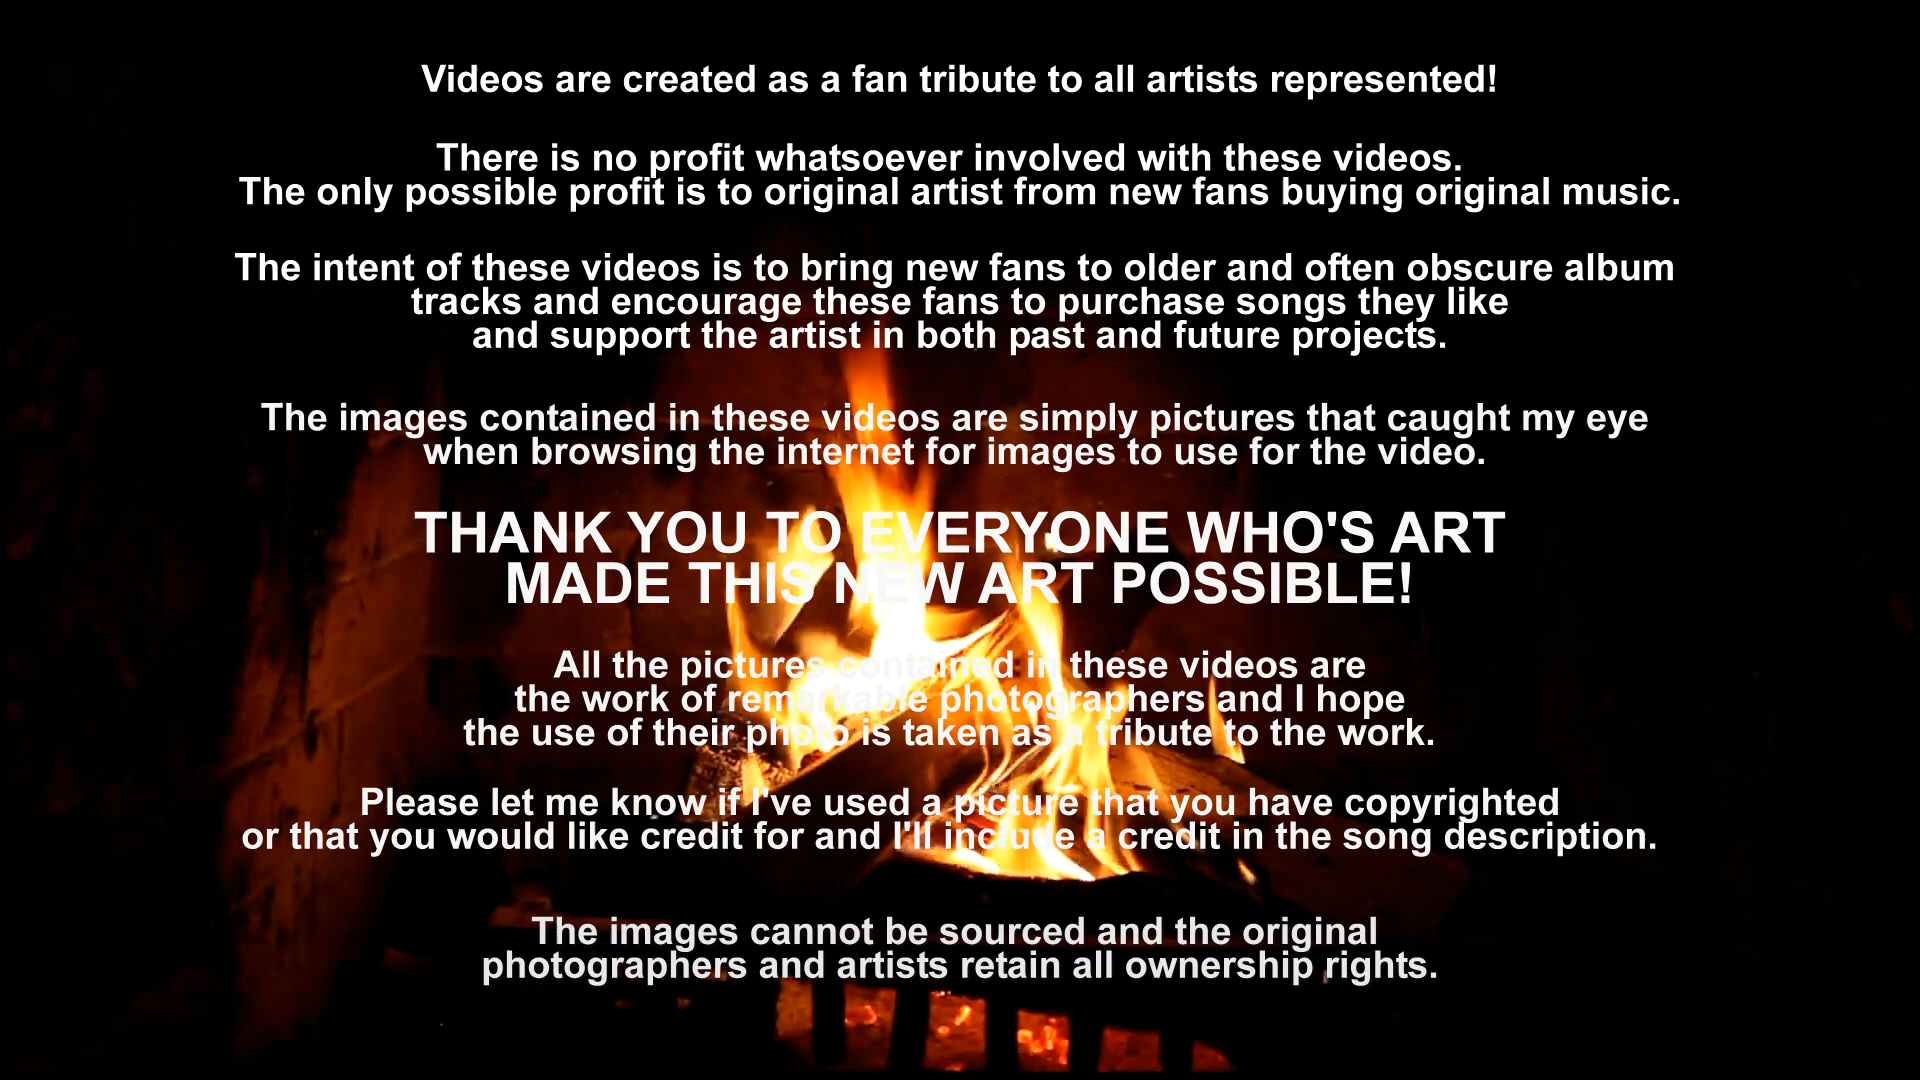 Videos are created as a fan tribute to all artists represented!
There is no profit whatsoever involved with these videos.
The only possible profit is to original artist from new fans buying original music.
The intent of these videos is to bring new fans to older and often obscure album
tracks and encourage these fans to purchase songs they like
and support the artist in both past and future projects.
The images contained in these videos are simply pictures that caught my eye
when browsing the internet for images to use for the video.
THANK YOU TO EVERYONE WHO'S ART
MADE THIS NEW ART POSSIBLE!
All the pictures contained in these videos are
the work of remarkable photographers and I hope
the use of their photo is taken as a tribute to the work.
Please let me know if I've used a picture that you have copyrighted
or that you would like credit for and I'll include a credit in the song description.
The images cannot be sourced and the original
photographers and artists retain all ownership rights.